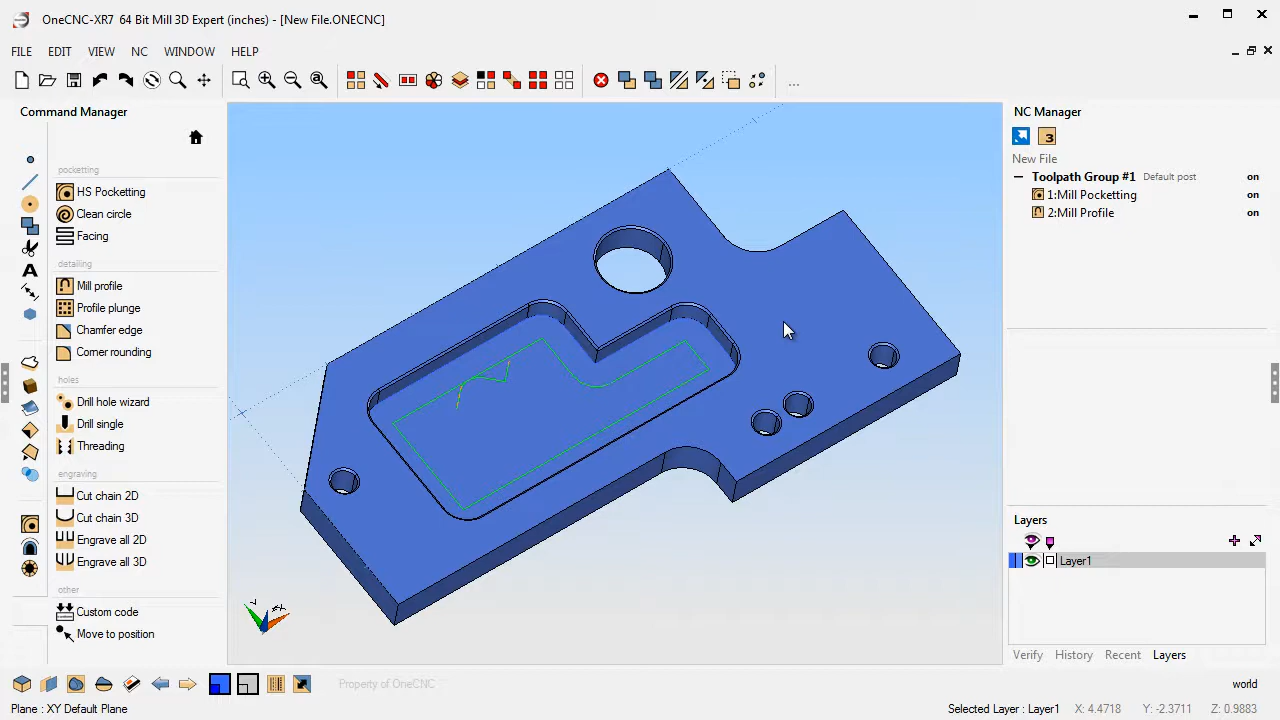 OneCNC-XR7 64 Bit Mill 3D Expert (inches) - [New File.ONECNC]
FILE EDIT VIEW NC WINDOW HELP
...
Command Manager
pocketting
HS Pocketting
Clean circle
Facing
detailing
Mill profile
Profile plunge
Chamfer edge
Corner rounding
holes
Drill hole wizard
Drill single
Threading
engraving
Cut chain 2D
Cut chain 3D
Engrave all 2D
Engrave all 3D
other
Custom code
Move to position
NC Manager
3
New File
Toolpath Group #1 Default post on
1:Mill Pocketting on
2:Mill Profile on
Layers
Layer1
Verify History Recent Layers
Property of OneCNC
world
Plane : XY Default Plane
Selected Layer : Layer1 X: 4.4718 Y: -2.3711 Z: 0.9883